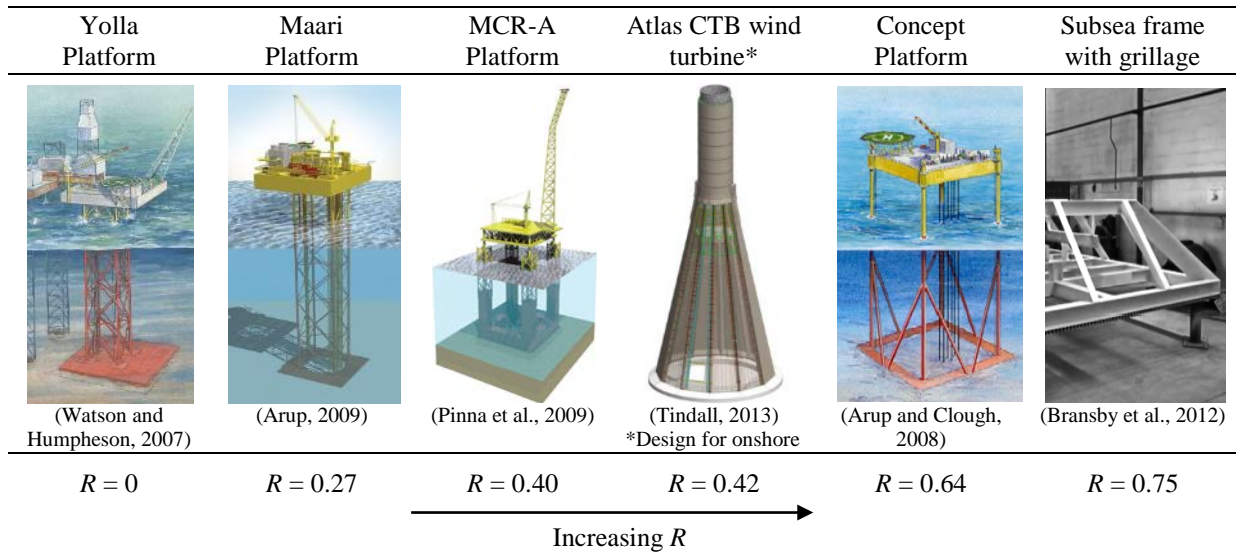 Yolla
Platform
Maari
Platform
MCR-A
Platform
Atlas CTB wind
turbine*
Concept
Platform
Subsea frame
with grillage
(Watson and
Humpheson, 2007)
(Arup, 2009)
(Pinna et al., 2009)
(Tindall, 2013)
*Design for onshore
(Arup and Clough,
2008)
(Bransby et al., 2012)
R = 0
R = 0.27
R = 0.40
R = 0.42
R = 0.64
R = 0.75
Increasing R